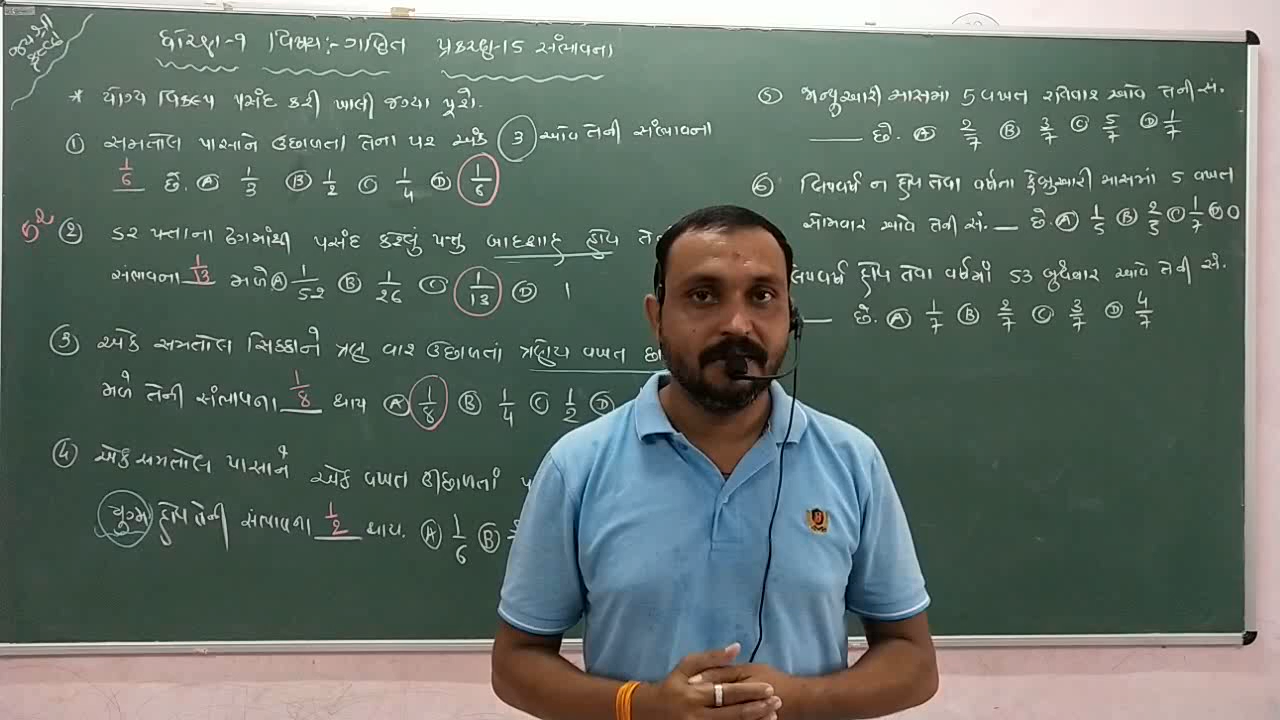 જય શ્રી
ધોરણ-૧ વિષય:- ગણિત પ્રકરણ-15 સંભાવના
* યોગ્ય વિકલ્પ પસંદ કરી ખાલી જગ્યા પૂરો.
① સમતોલ પાસાને ઉછાળતા તેના પર અંક 3 આવે તેની સંભાવના
1/6 છે. Ⓐ 1/3 Ⓑ 1/2 Ⓒ 1/4 Ⓓ 1/6
② 52 પત્તાના ઢગમાંથી પસંદ કરેલું પત્તુ બાદશાહ હોય
સંભાવના 1/13 મળે Ⓐ 1/52 Ⓑ 1/26 Ⓒ 1/13 Ⓓ 1
③ એક સમતોલ સિક્કાને ત્રણ વાર ઉછાળતાં ત્રણેય વખત
મળે તેની સંભાવના 1/8 થાય Ⓐ 1/8 Ⓑ 1/4 Ⓒ 1/2 Ⓓ
④ એક સમતોલ પાસાને એક વખત ઉછાળતાં
યુગ્મ હોય તેની સંભાવના 1/2 થાય. Ⓐ 1/6 Ⓑ
⑤ જાન્યુઆરી માસમાં 5 વખત રવિવાર આવે તેની સં.
___ છે. Ⓐ 2/7 Ⓑ 3/7 Ⓒ 5/7 Ⓓ 1/7
⑥ લિપવર્ષ ન હોય તેવા વર્ષના ફેબ્રુઆરી માસમાં 5 વખત
સોમવાર આવે તેની સં. __ છે. Ⓐ 1/5 Ⓑ 2/5 Ⓒ 1/7 Ⓓ 0
લિપવર્ષ હોય તેવા વર્ષમાં 53 બુધવાર આવે તેની સં.
___ છે. Ⓐ 1/7 Ⓑ 2/7 Ⓒ 3/7 Ⓓ 4/7